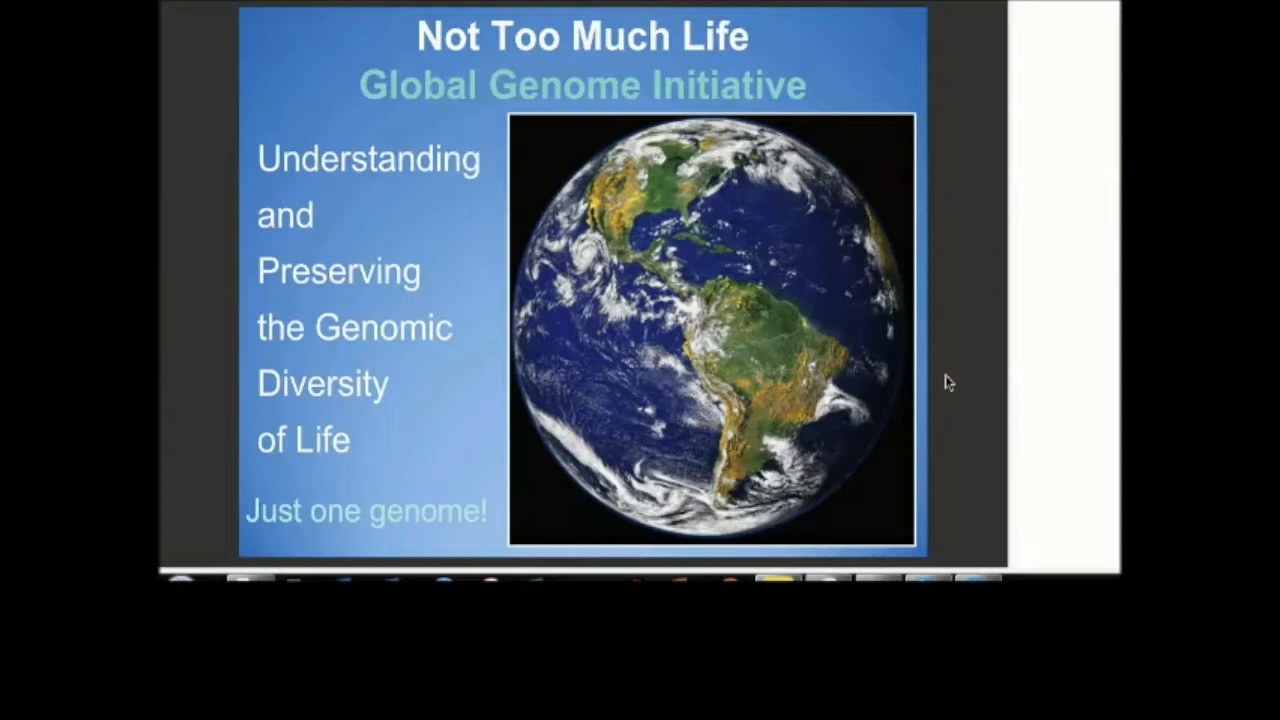 Not Too Much Life
Global Genome Initiative
Understanding
and
Preserving
the Genomic
Diversity
of Life
Just one genome!